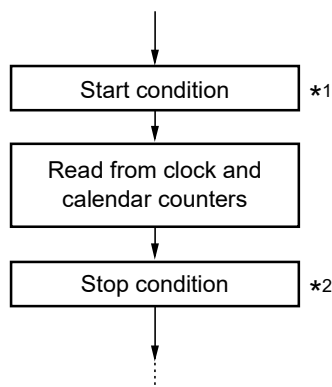 Start condition *1
Read from clock and
calendar counters
Stop condition *2